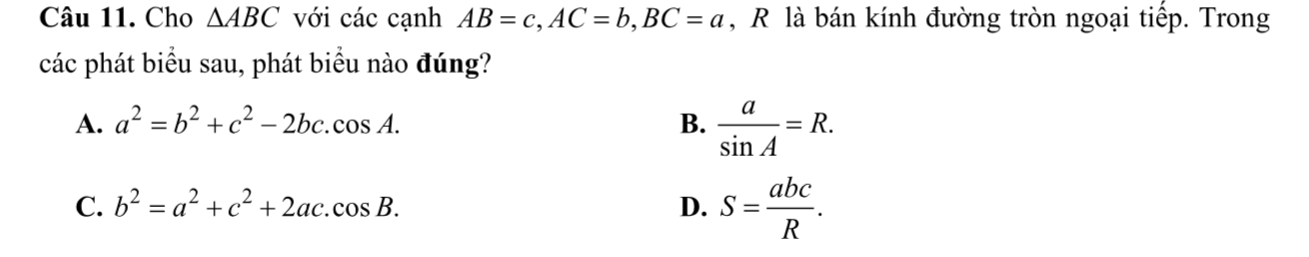 Câu 11. Cho ΔABC với các cạnh AB = c, AC = b, BC = a, R là bán kính đường tròn ngoại tiếp. Trong
các phát biểu sau, phát biểu nào đúng?
A. a² = b² + c² − 2bc.cos A. B. a/sin A = R.
C. b² = a² + c² + 2ac.cos B. D. S = abc/R.